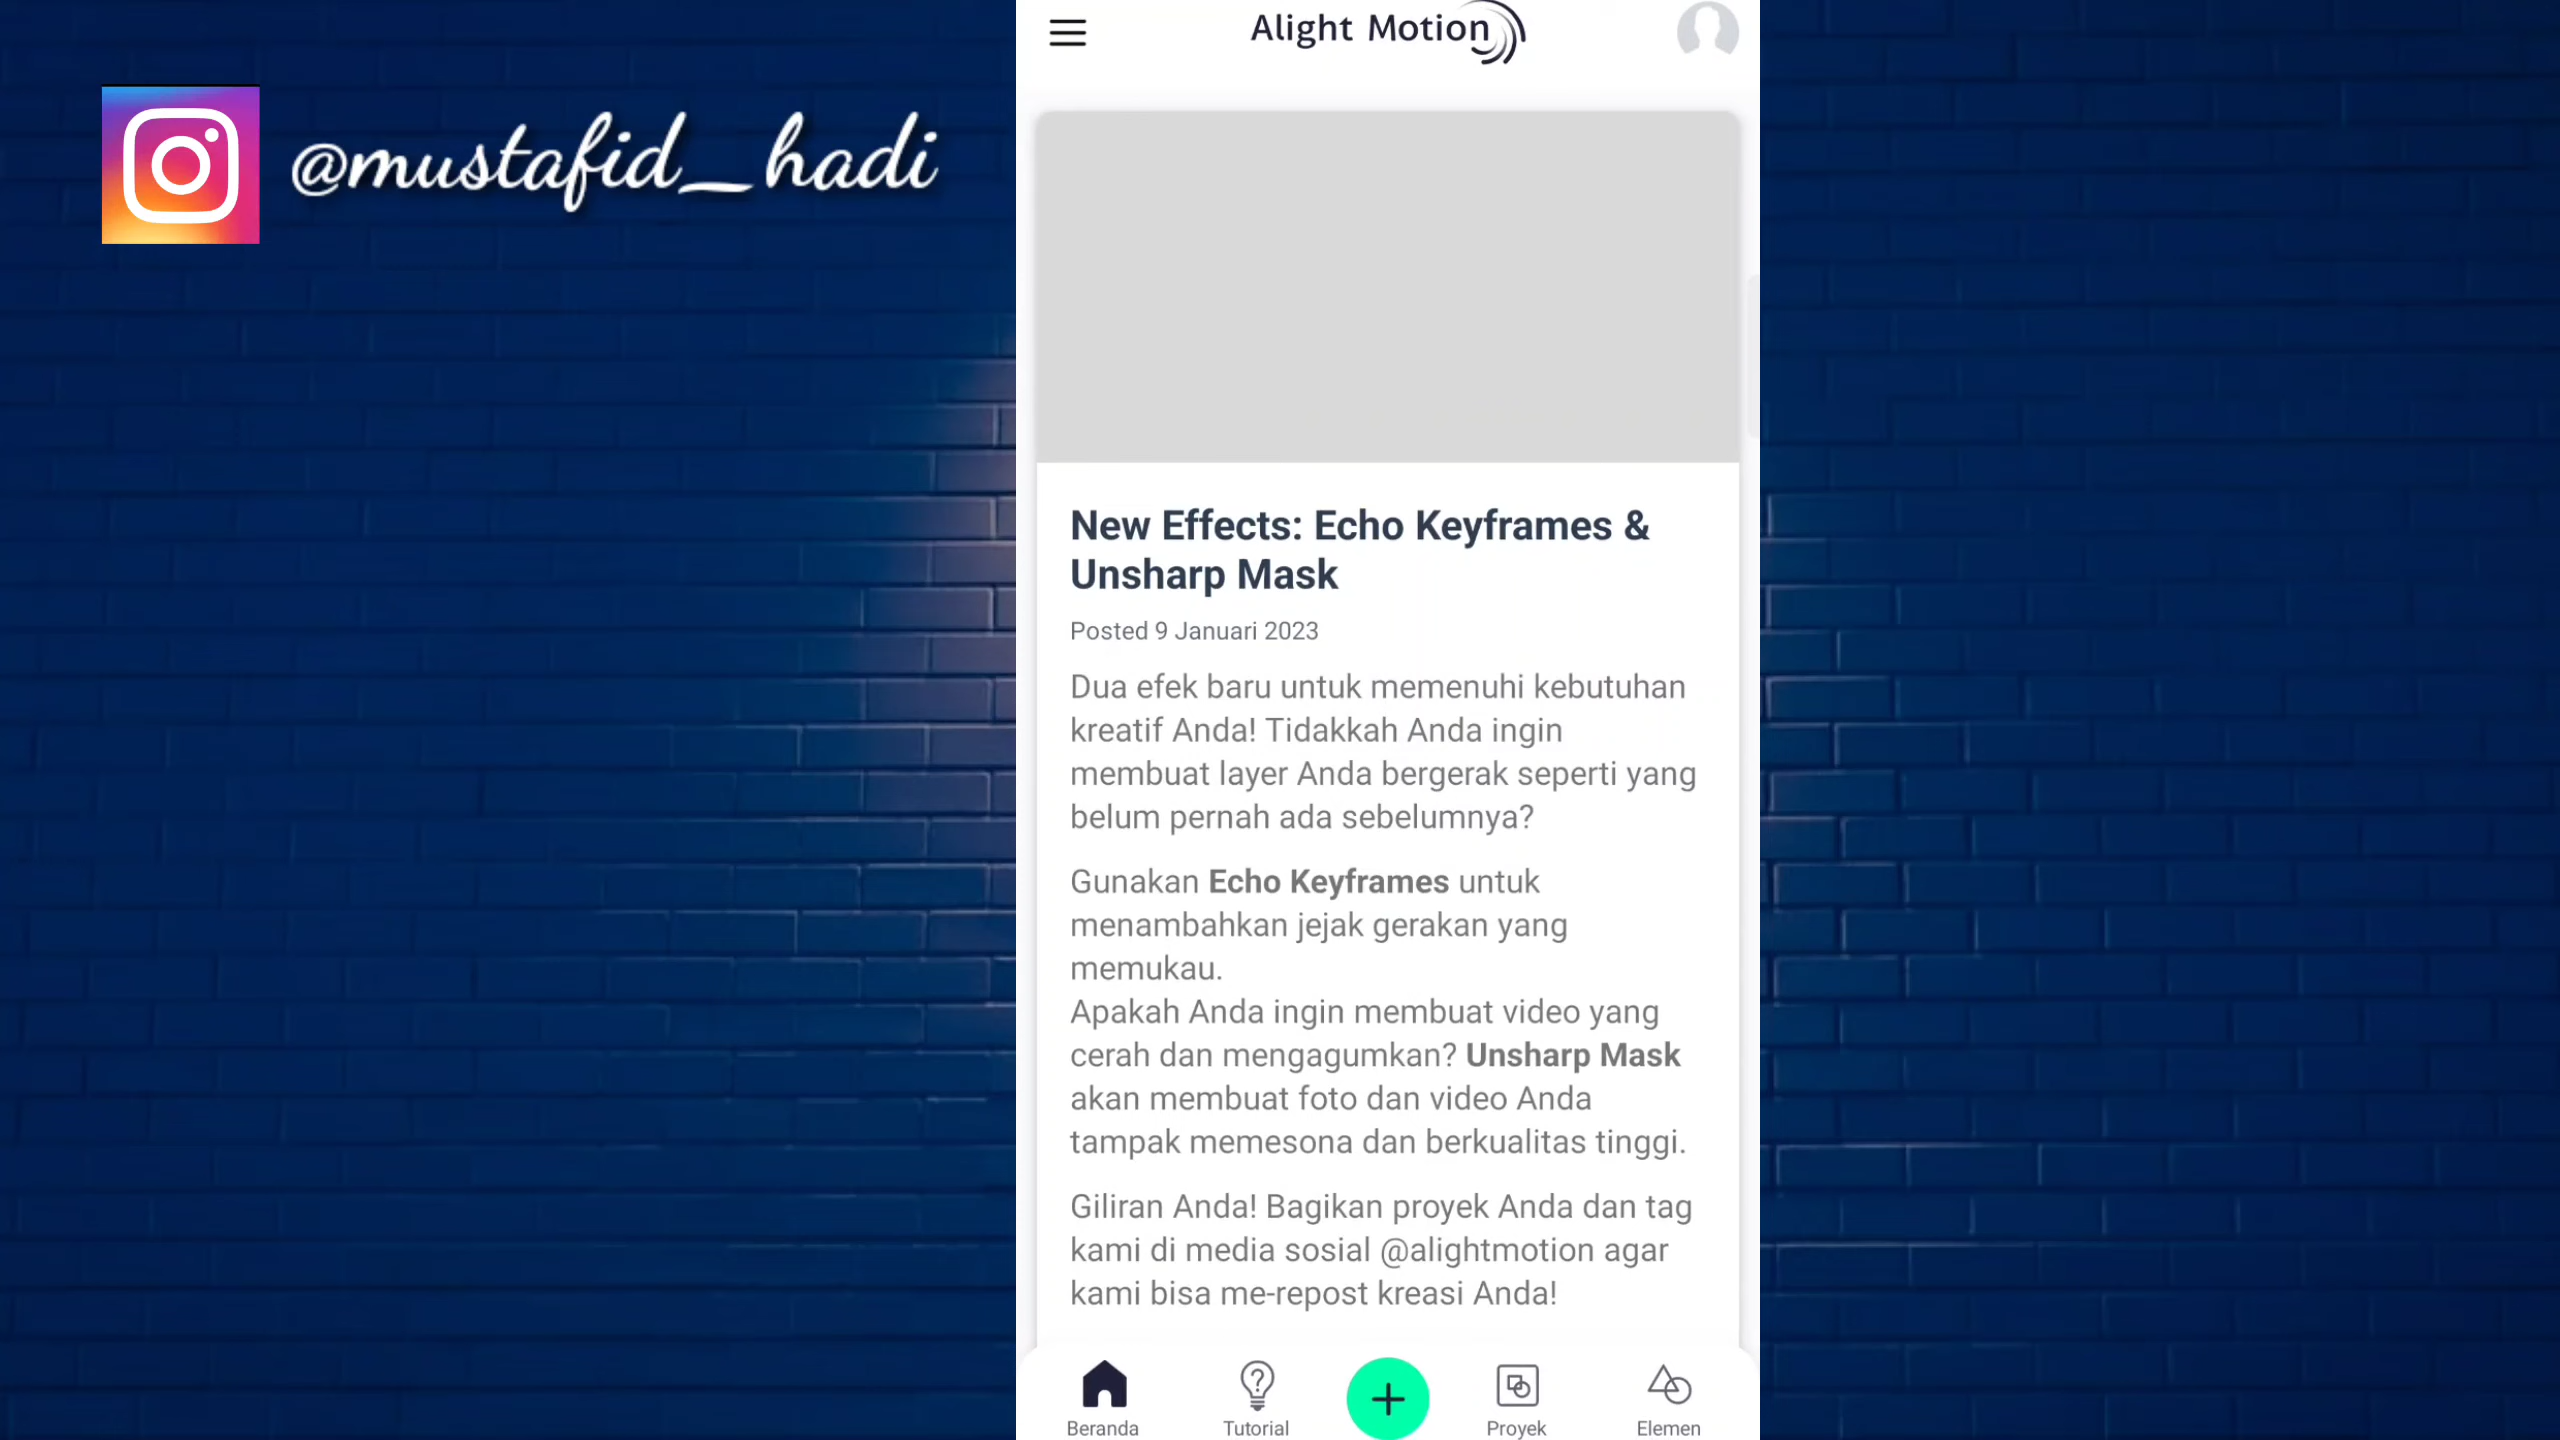 @mustafid_hadi
Alight Motion
New Effects: Echo Keyframes &
Unsharp Mask
Posted 9 Januari 2023
Dua efek baru untuk memenuhi kebutuhan
kreatif Anda! Tidakkah Anda ingin
membuat layer Anda bergerak seperti yang
belum pernah ada sebelumnya?
Gunakan Echo Keyframes untuk
menambahkan jejak gerakan yang
memukau.
Apakah Anda ingin membuat video yang
cerah dan mengagumkan? Unsharp Mask
akan membuat foto dan video Anda
tampak memesona dan berkualitas tinggi.
Giliran Anda! Bagikan proyek Anda dan tag
kami di media sosial @alightmotion agar
kami bisa me-repost kreasi Anda!
Beranda
Tutorial
Proyek
Elemen